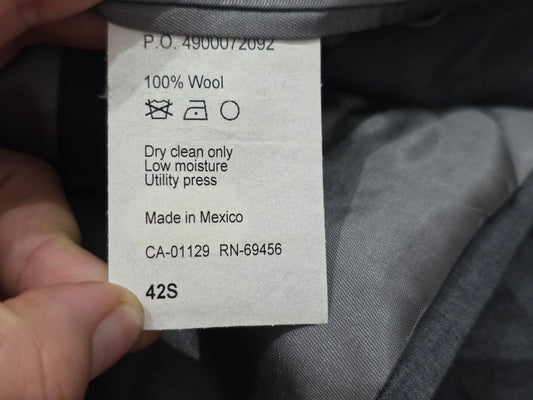 P.O. 4900072092
100% Wool
Dry clean only
Low moisture
Utility press
Made in Mexico
CA-01129 RN-69456
42S